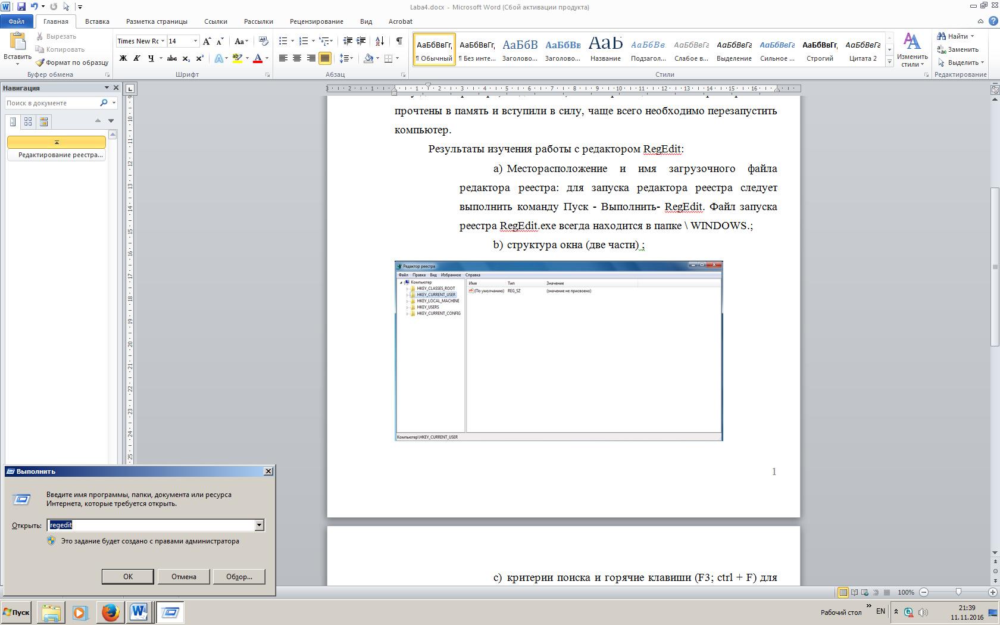 Laba4.docx - Microsoft Word (Сбой активации продукта)
Файл Главная Вставка Разметка страницы Ссылки Рассылки Рецензирование Вид Acrobat
Вставить
Вырезать
Копировать
Формат по образцу
Буфер обмена
Times New Rc 14
Ж К Ч abc x₂ x²
Шрифт
Абзац
АаБбВвГг, АаБбВвГг, АаБбВ АаБбВв АаБ АаБбВв. АаБбВвГг АаБбВвГг АаБбВвГг АаБбВвГг, АаБбВвГг
¶ Обычный ¶ Без инте... Заголово... Заголово... Название Подзагол... Слабое в... Выделение Сильное ... Строгий Цитата 2
Стили
Изменить стили
Найти
Заменить
Выделить
Редактирование
Навигация
Поиск в документе
Редактирование реестра...
прочтены в память и вступили в силу, чаще всего необходимо перезапустить
компьютер.
Результаты изучения работы с редактором RegEdit:
a) Месторасположение и имя загрузочного файла
редактора реестра: для запуска редактора реестра следует
выполнить команду Пуск - Выполнить- RegEdit. Файл запуска
реестра RegEdit.exe всегда находится в папке \ WINDOWS.;
b) структура окна (две части) ;
Редактор реестра
Файл Правка Вид Избранное Справка
Компьютер
HKEY_CLASSES_ROOT
HKEY_CURRENT_USER
HKEY_LOCAL_MACHINE
HKEY_USERS
HKEY_CURRENT_CONFIG
Имя Тип Значение
(По умолчанию) REG_SZ (значение не присвоено)
Компьютер\HKEY_CURRENT_USER
1
c) критерии поиска и горячие клавиши (F3; ctrl + F) для
Выполнить
Введите имя программы, папки, документа или ресурса
Интернета, которые требуется открыть.
Открыть: regedit
Это задание будет создано с правами администратора
ОК Отмена Обзор...
100%
Пуск
Рабочий стол » EN
21:39
11.11.2016